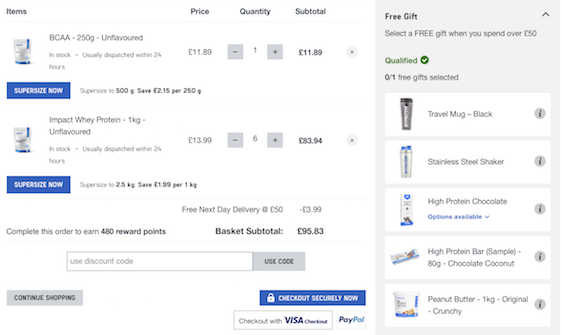 Items Price Quantity Subtotal
BCAA - 250g - Unflavoured
£11.89 − 1 + £11.89 ×
In stock • Usually dispatched within 24
hours
SUPERSIZE NOW Supersize to 500 g Save £2.15 per 250 g
Impact Whey Protein - 1kg -
Unflavoured
£13.99 − 6 + £83.94 ×
In stock • Usually dispatched within 24
hours
SUPERSIZE NOW Supersize to 2.5 kg Save £1.99 per 1 kg
Free Next Day Delivery @ £50 -£3.99
Complete this order to earn 480 reward points Basket Subtotal: £95.83
use discount code USE CODE
CONTINUE SHOPPING CHECKOUT SECURELY NOW
Checkout with VISA Checkout PayPal
Free Gift
Select a FREE gift when you spend over £50
Qualified
0/1 free gifts selected
Travel Mug – Black i
Stainless Steel Shaker i
High Protein Chocolate i
Options available
High Protein Bar (Sample) -
80g - Chocolate Coconut i
Peanut Butter - 1kg - Original
- Crunchy i